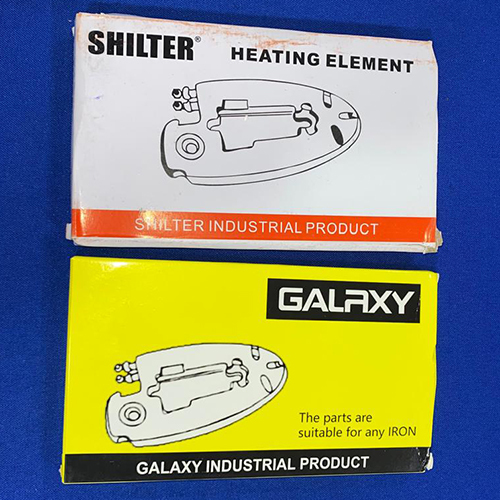 SHILTER® HEATING ELEMENT
SHILTER INDUSTRIAL PRODUCT
GALAXY
The parts are
suitable for any IRON
GALAXY INDUSTRIAL PRODUCT